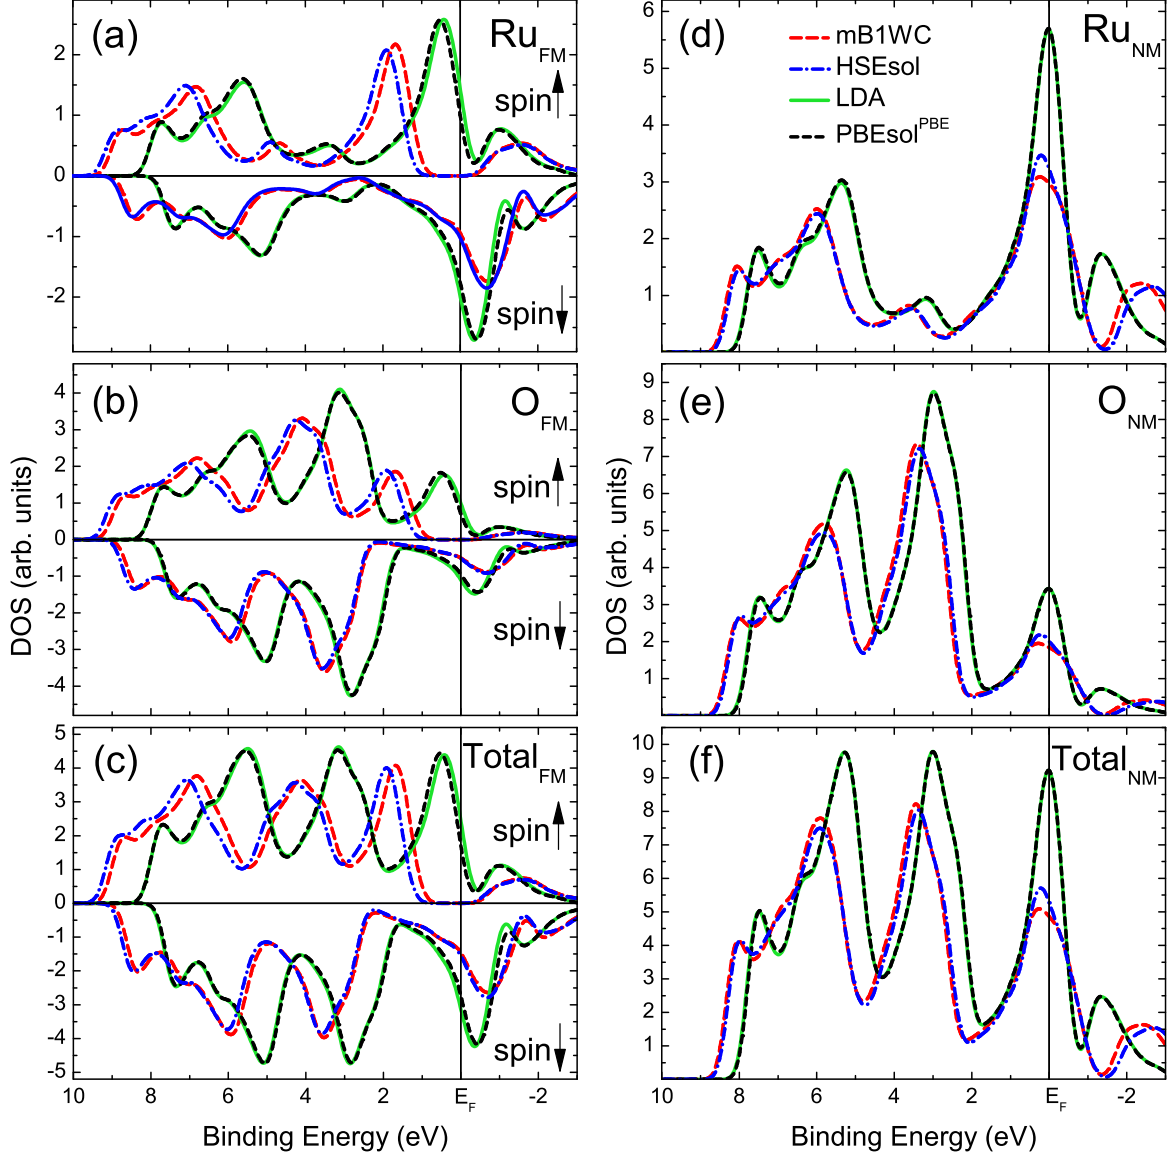 (a)
Ru_FM
spin↑
2
1
0
-1
-2
spin↓
(b)
O_FM
spin↑
4
3
2
1
0
-1
-2
-3
-4
spin↓
DOS (arb. units)
(c)
Total_FM
spin↑
5
4
3
2
1
0
-1
-2
-3
-4
-5
spin↓
10 8 6 4 2 E_F -2
Binding Energy (eV)
(d)
Ru_NM
mB1WC
HSEsol
LDA
PBEsol^PBE
6
5
4
3
2
1
(e)
O_NM
9
8
7
6
5
4
3
2
1
DOS (arb. units)
(f)
Total_NM
10
9
8
7
6
5
4
3
2
1
10 8 6 4 2 E_F -2
Binding Energy (eV)